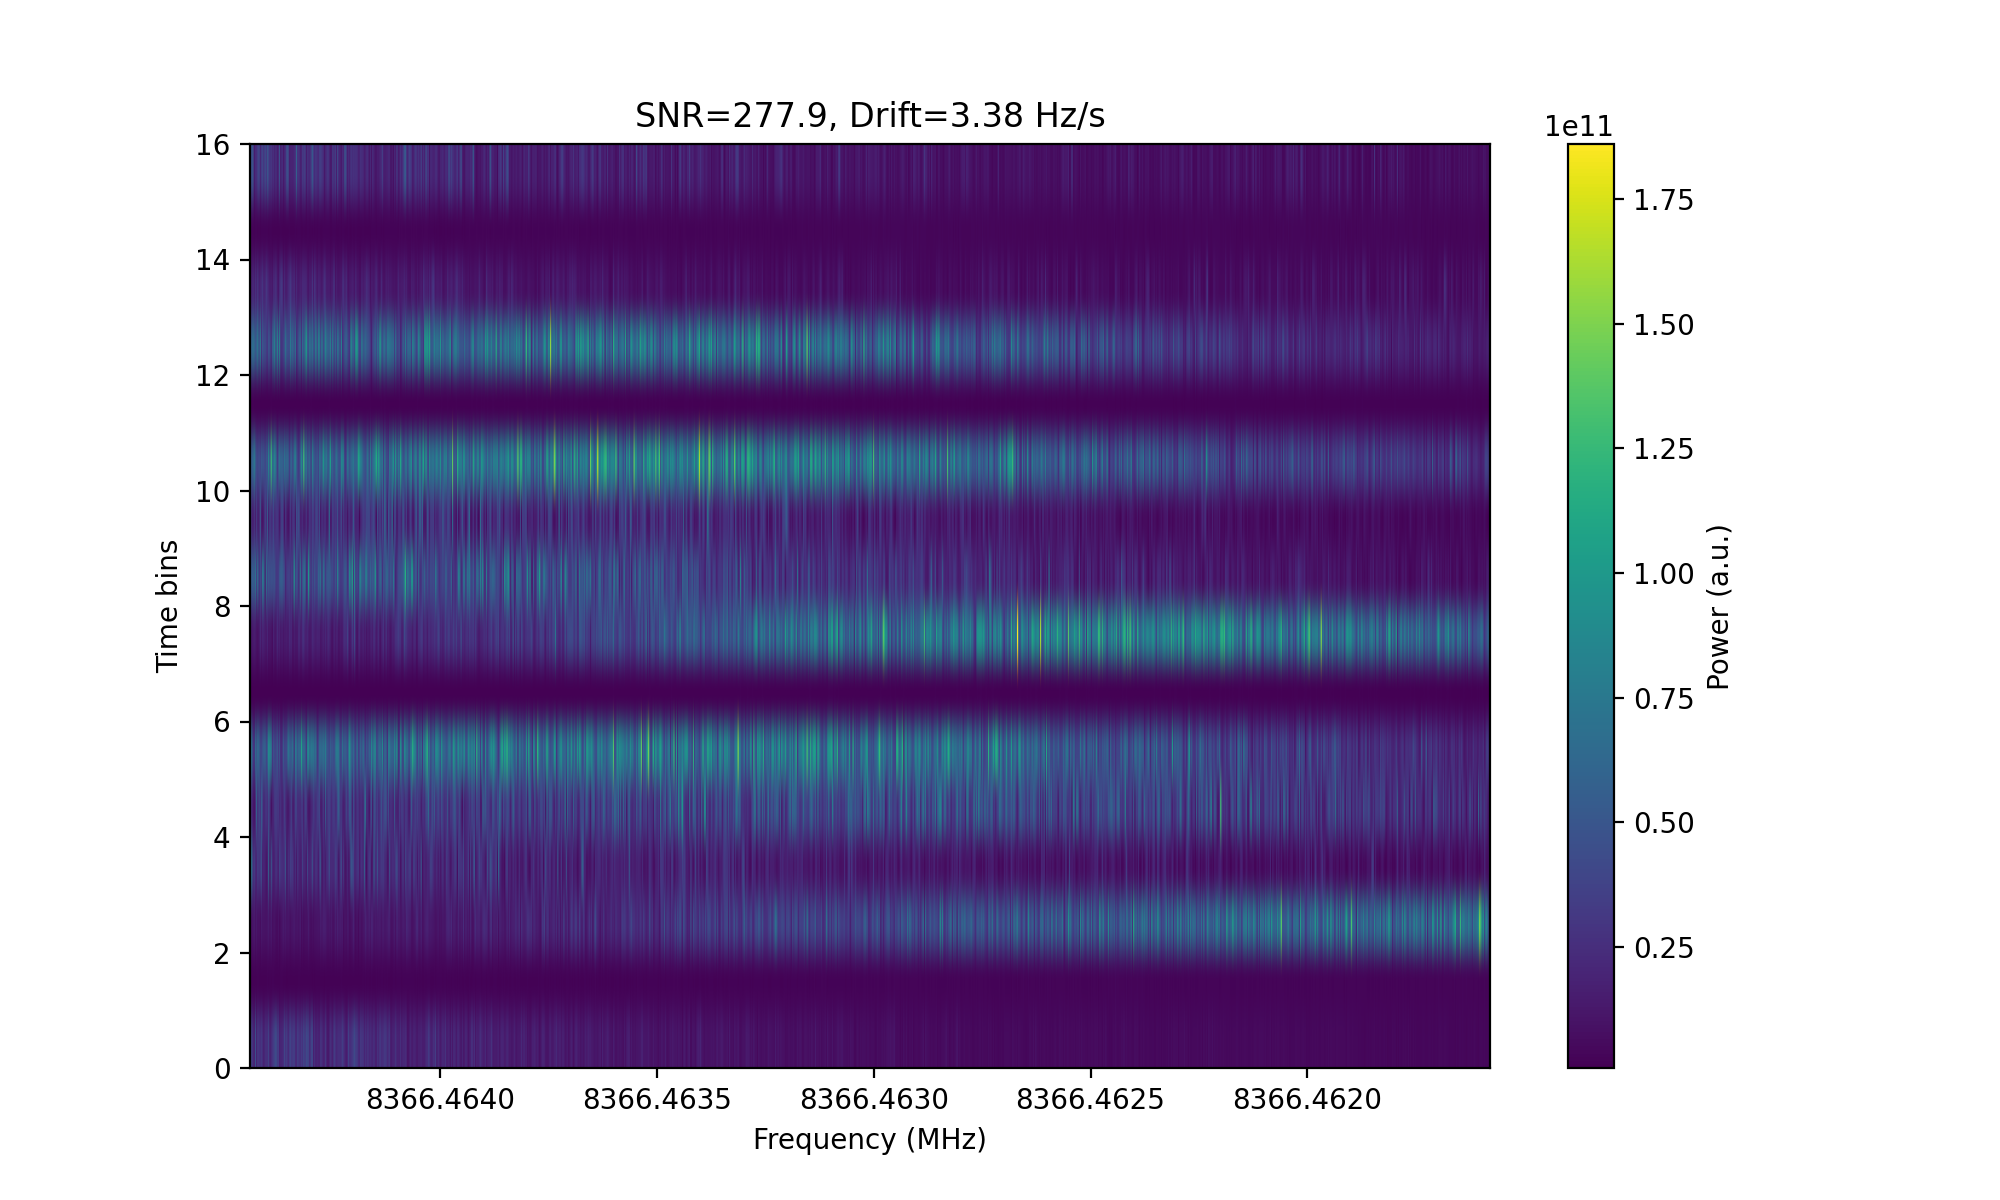 SNR=277.9, Drift=3.38 Hz/s
1e11
16
14
12
10
8
6
4
2
0
Time bins
8366.4640 8366.4635 8366.4630 8366.4625 8366.4620
Frequency (MHz)
1.75
1.50
1.25
1.00
0.75
0.50
0.25
Power (a.u.)